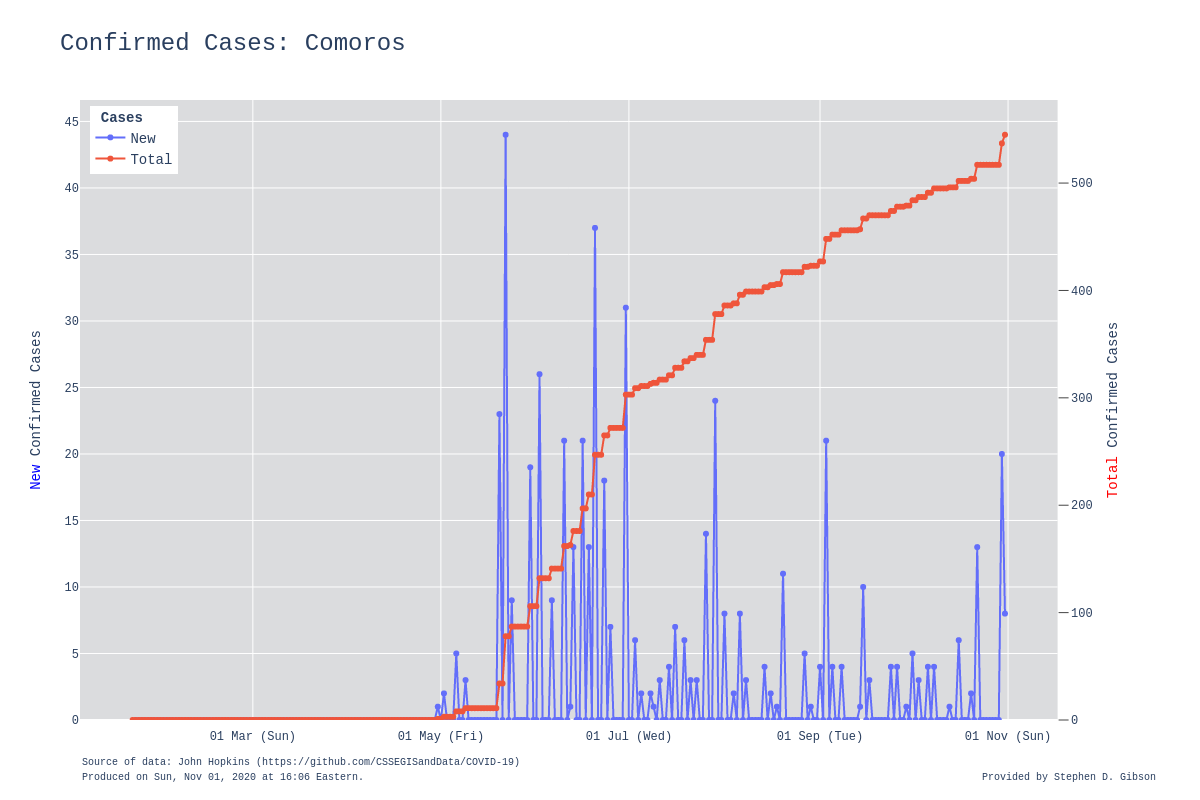 Confirmed Cases: Comoros
Cases
New
Total
45
40
35
30
25
20
15
10
5
0
New Confirmed Cases
500
400
300
200
100
0
Total Confirmed Cases
01 Mar (Sun)
01 May (Fri)
01 Jul (Wed)
01 Sep (Tue)
01 Nov (Sun)
Source of data: John Hopkins (https://github.com/CSSEGISandData/COVID-19)
Produced on Sun, Nov 01, 2020 at 16:06 Eastern.
Provided by Stephen D. Gibson